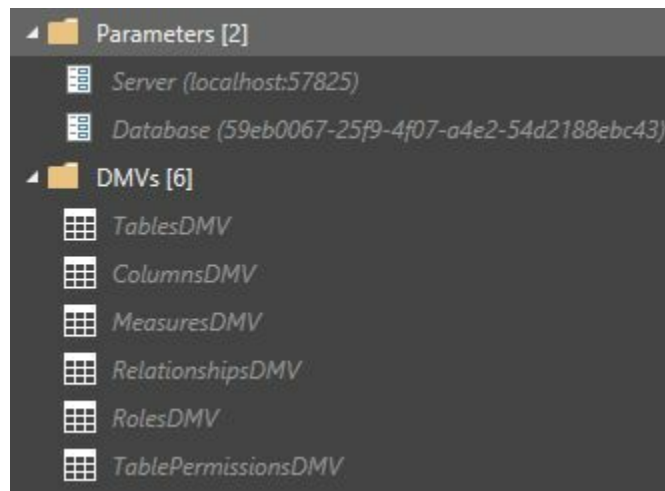 Parameters [2]
Server (localhost:57825)
Database (59eb0067-25f9-4f07-a4e2-54d2188ebc43)
DMVs [6]
TablesDMV
ColumnsDMV
MeasuresDMV
RelationshipsDMV
RolesDMV
TablePermissionsDMV